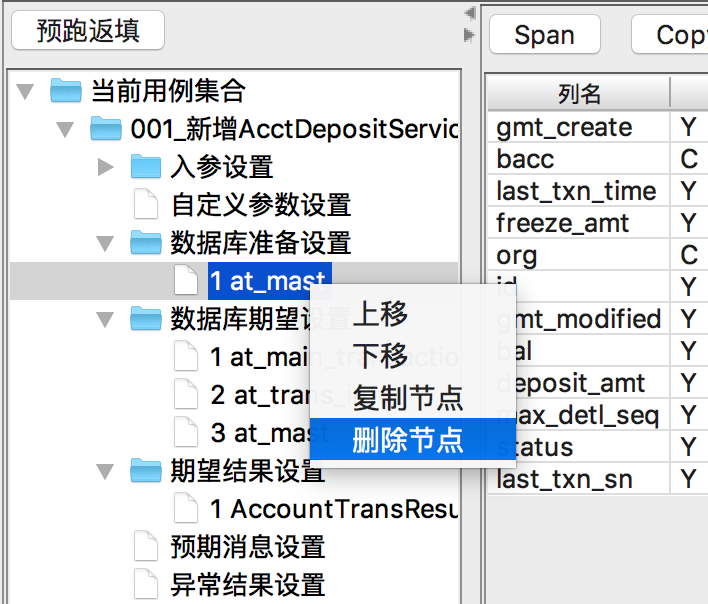 预跑返填
Span
Copy
当前用例集合
001_新增AcctDepositServic
入参设置
自定义参数设置
数据库准备设置
1 at_mast
数据库期望设置
1 at_main_transaction
2 at_trans_
3 at_mast
期望结果设置
1 AccountTransResu
预期消息设置
异常结果设置
上移
下移
复制节点
删除节点
列名
gmt_create Y
bacc C
last_txn_time Y
freeze_amt Y
org C
id Y
gmt_modified Y
bal Y
deposit_amt Y
max_detl_seq Y
status Y
last_txn_sn Y